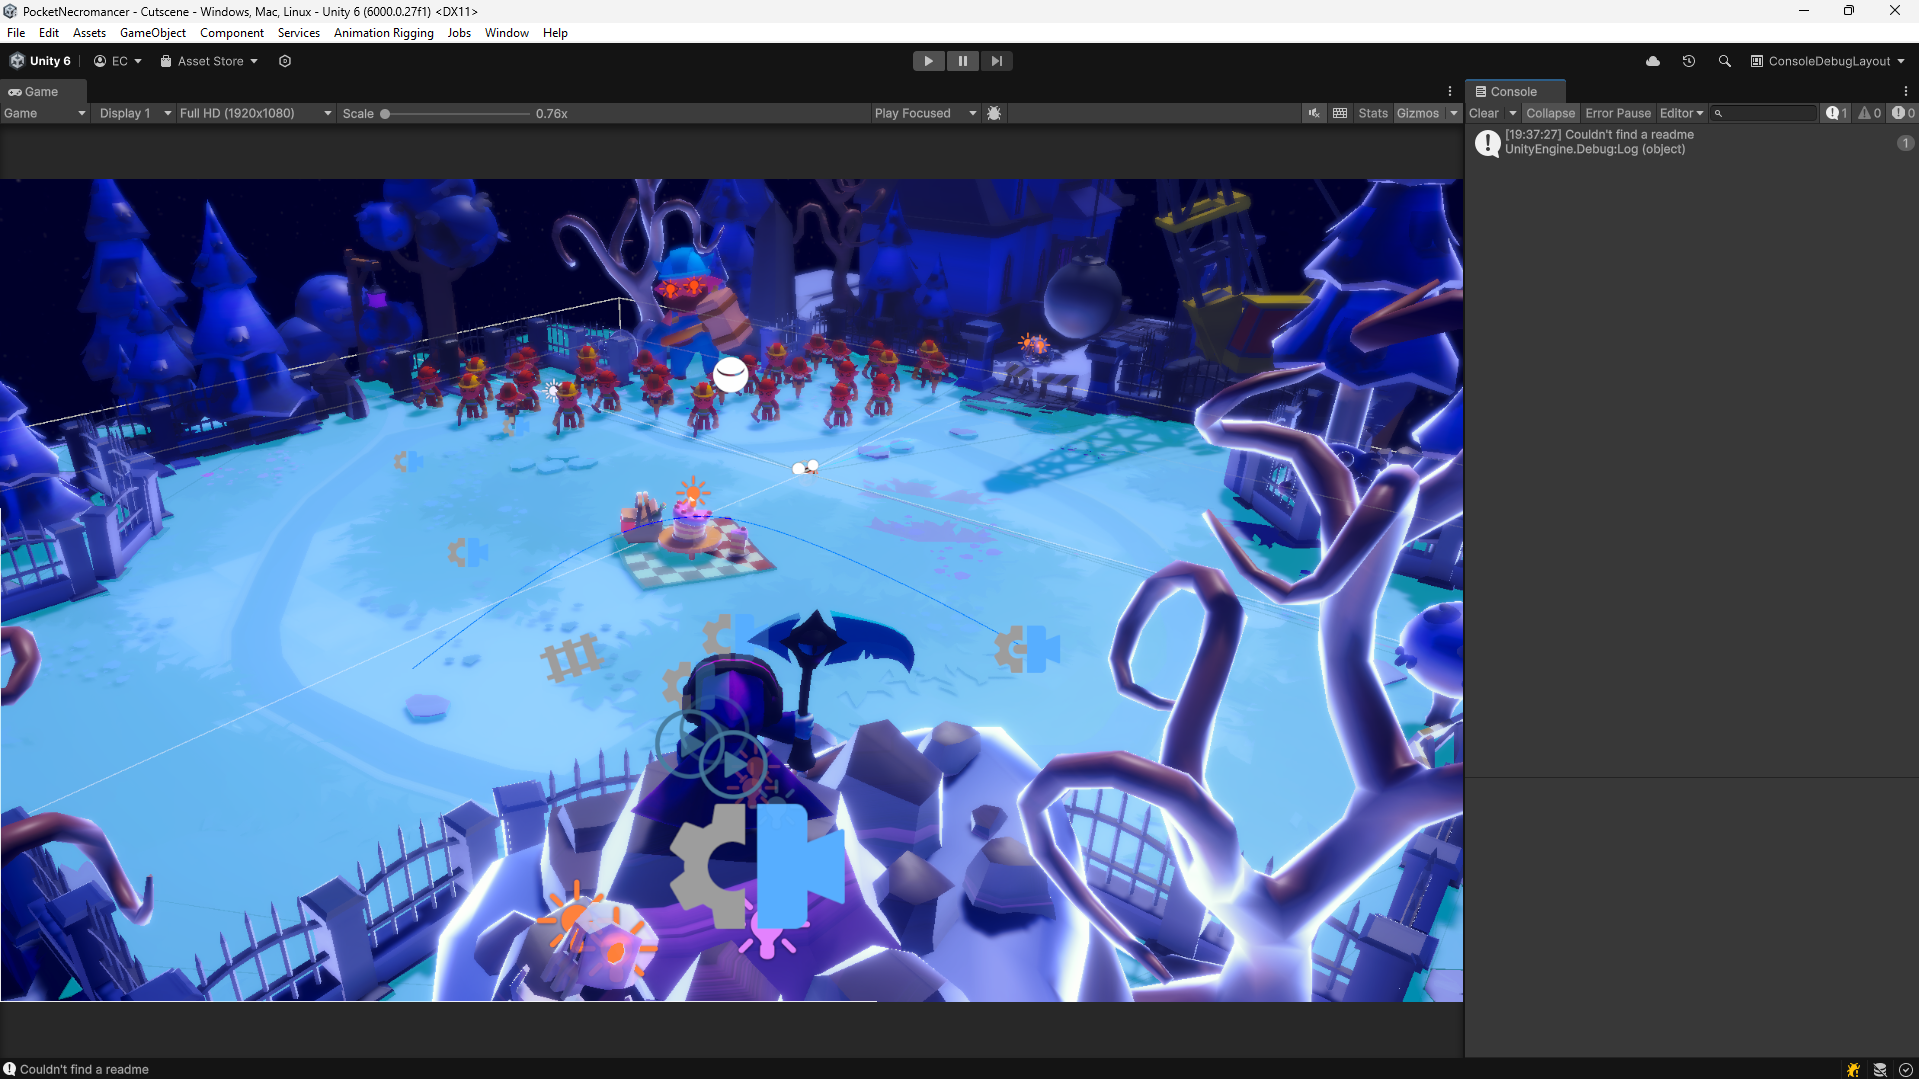 PocketNecromancer - Cutscene - Windows, Mac, Linux - Unity 6 (6000.0.27f1) <DX11>
File Edit Assets GameObject Component Services Animation Rigging Jobs Window Help
Unity 6 EC Asset Store ConsoleDebugLayout
Game Console
Game Display 1 Full HD (1920x1080) Scale 0.76x Play Focused Stats Gizmos Clear Collapse Error Pause Editor 1 0 0
[19:37:27] Couldn't find a readme
UnityEngine.Debug:Log (object) 1
Couldn't find a readme